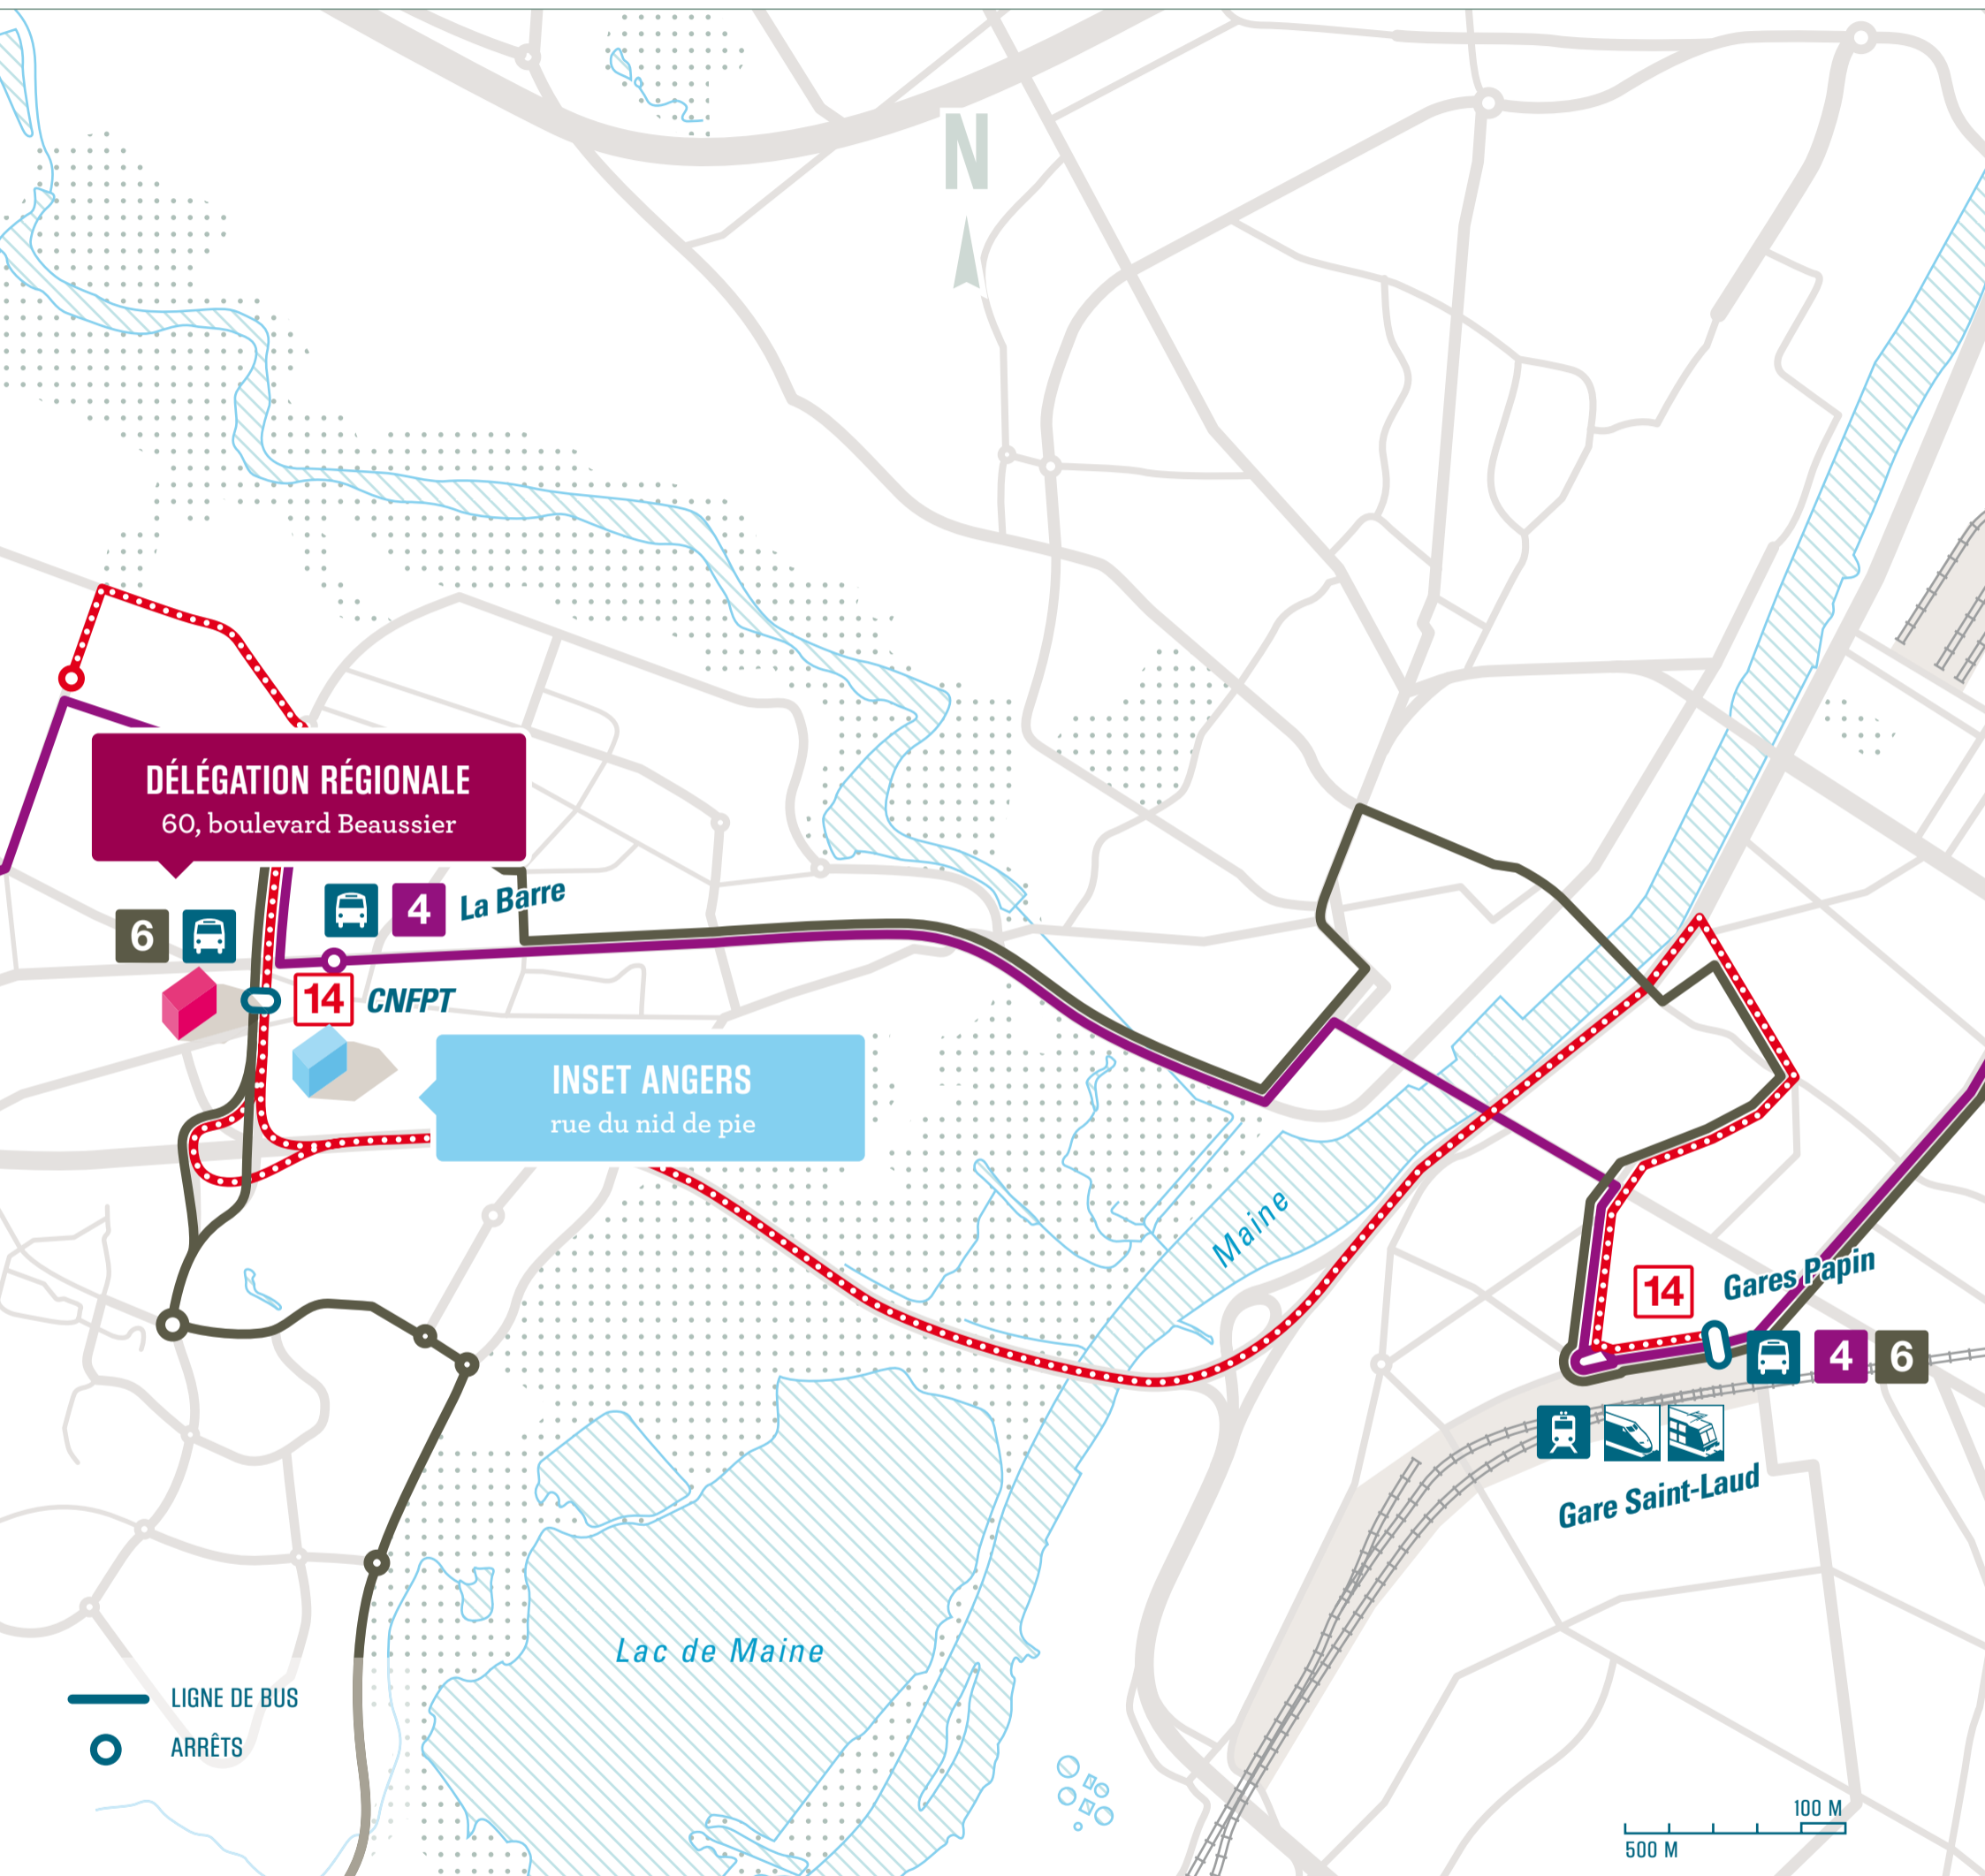 N
DÉLÉGATION RÉGIONALE
60, boulevard Beaussier
4 La Barre
6
14 CNFPT
INSET ANGERS
rue du nid de pie
Maine
14 Gares Papin
4 6
Gare Saint-Laud
Lac de Maine
LIGNE DE BUS
ARRÊTS
100 M
500 M